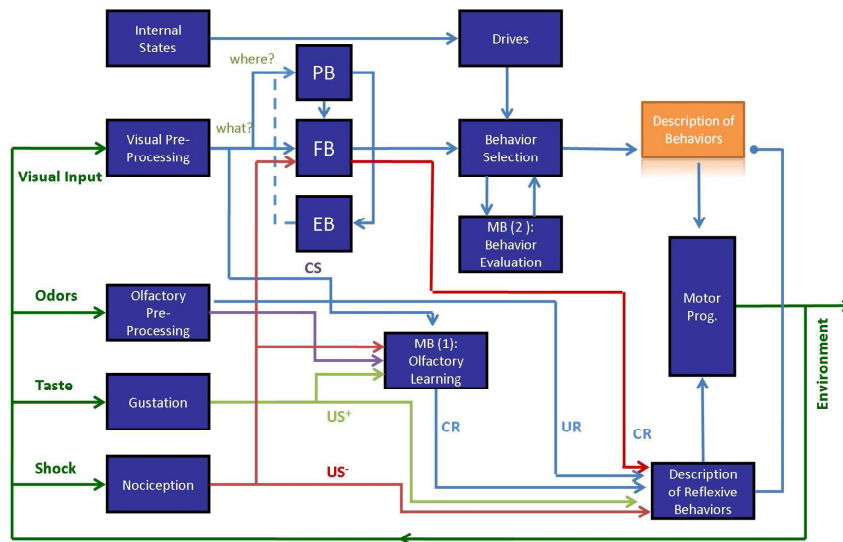 Internal
States
Drives
where?
PB
what?
Visual Pre-
Processing
FB
Behavior
Selection
Description of
Behaviors
Visual Input
EB
MB (2 ):
Behavior
Evaluation
CS
Odors
Olfactory
Pre-
Processing
Motor
Prog.
MB (1):
Olfactory
Learning
Environment
Taste
Gustation
US+
CR
UR
CR
Shock
Nociception
US-
Description
of Reflexive
Behaviors